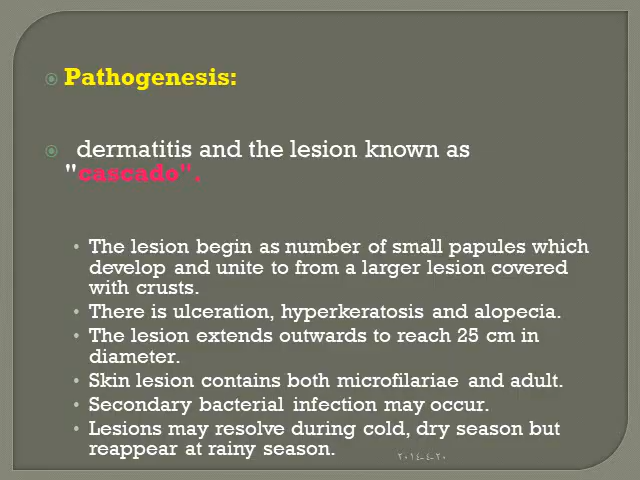 Pathogenesis:
dermatitis and the lesion known as
"cascado".
The lesion begin as number of small papules which
develop and unite to from a larger lesion covered
with crusts.
There is ulceration, hyperkeratosis and alopecia.
The lesion extends outwards to reach 25 cm in
diameter.
Skin lesion contains both microfilariae and adult.
Secondary bacterial infection may occur.
Lesions may resolve during cold, dry season but
reappear at rainy season.
٢٠١٤-٤-٢٠